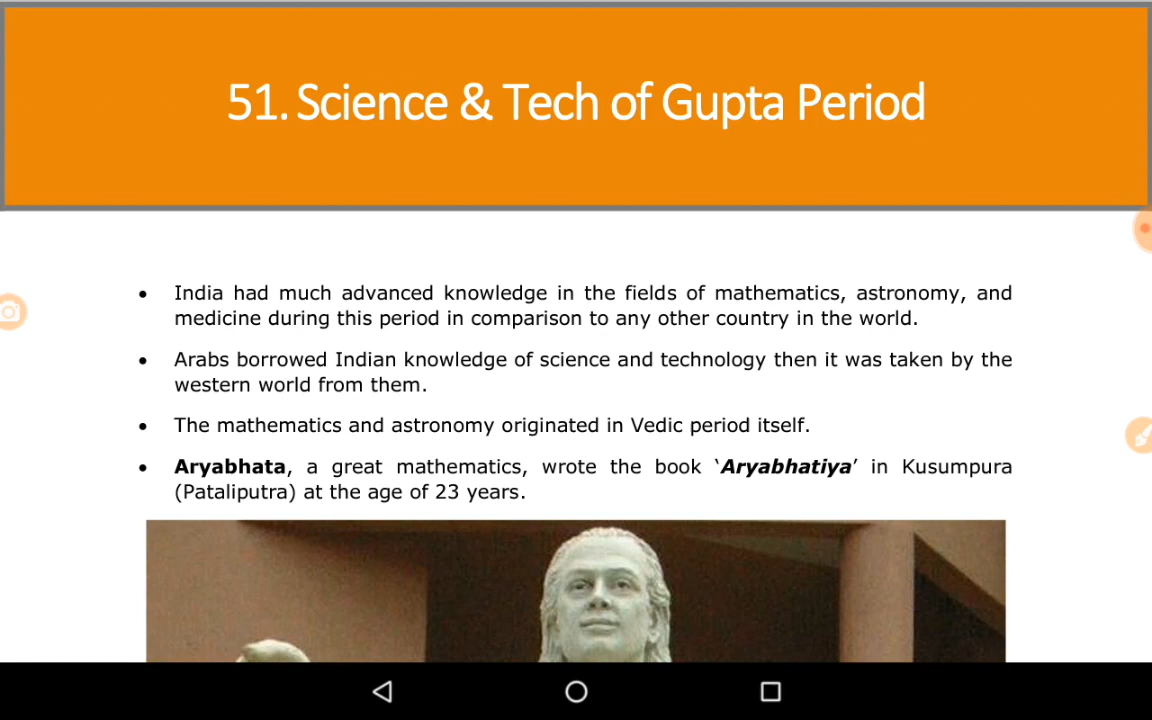 51. Science & Tech of Gupta Period
• India had much advanced knowledge in the fields of mathematics, astronomy, and
medicine during this period in comparison to any other country in the world.
• Arabs borrowed Indian knowledge of science and technology then it was taken by the
western world from them.
• The mathematics and astronomy originated in Vedic period itself.
• Aryabhata, a great mathematics, wrote the book ‘Aryabhatiya’ in Kusumpura
(Pataliputra) at the age of 23 years.